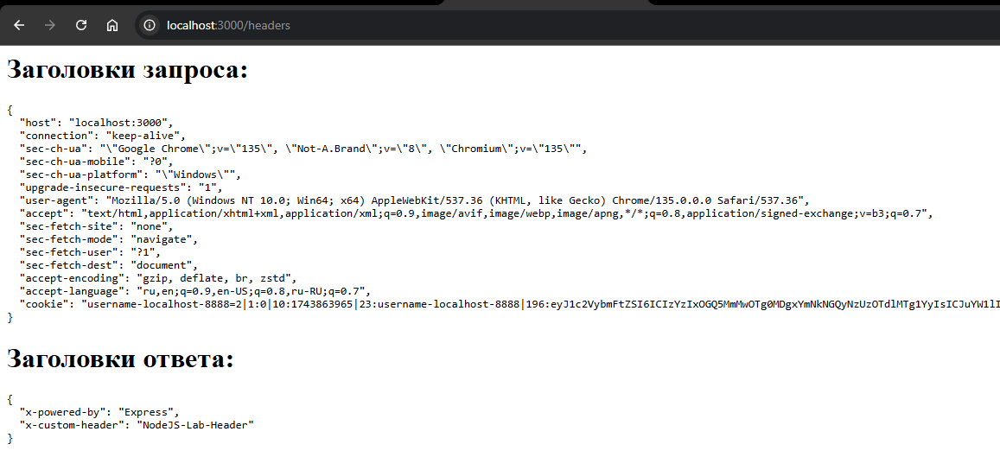 localhost:3000/headers
Заголовки запроса:
{
"host": "localhost:3000",
"connection": "keep-alive",
"sec-ch-ua": "\"Google Chrome\";v=\"135\", \"Not-A.Brand\";v=\"8\", \"Chromium\";v=\"135\"",
"sec-ch-ua-mobile": "?0",
"sec-ch-ua-platform": "\"Windows\"",
"upgrade-insecure-requests": "1",
"user-agent": "Mozilla/5.0 (Windows NT 10.0; Win64; x64) AppleWebKit/537.36 (KHTML, like Gecko) Chrome/135.0.0.0 Safari/537.36",
"accept": "text/html,application/xhtml+xml,application/xml;q=0.9,image/avif,image/webp,image/apng,*/*;q=0.8,application/signed-exchange;v=b3;q=0.7",
"sec-fetch-site": "none",
"sec-fetch-mode": "navigate",
"sec-fetch-user": "?1",
"sec-fetch-dest": "document",
"accept-encoding": "gzip, deflate, br, zstd",
"accept-language": "ru,en;q=0.9,en-US;q=0.8,ru-RU;q=0.7",
"cookie": "username-localhost-8888=2|1:0|10:1743863965|23:username-localhost-8888|196:eyJ1c2VybmFtZSI6ICIzYzIxOGQ5MmMwOTg0MDgxYmNkNGQyNzUzOTdlMTg1YyIsICJuYW1lI
}
Заголовки ответа:
{
"x-powered-by": "Express",
"x-custom-header": "NodeJS-Lab-Header"
}